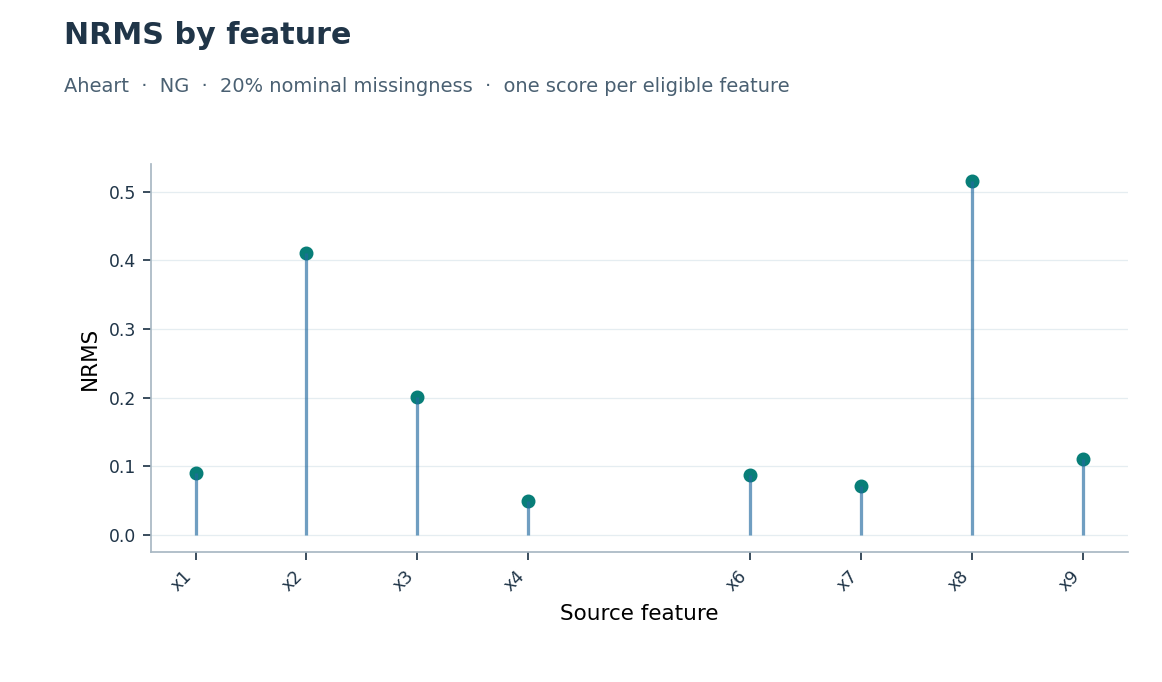 NRMS by feature
Aheart · NG · 20% nominal missingness · one score per eligible feature
0.5
0.4
0.3
0.2
0.1
0.0
NRMS
x1 x2 x3 x4 x6 x7 x8 x9
Source feature